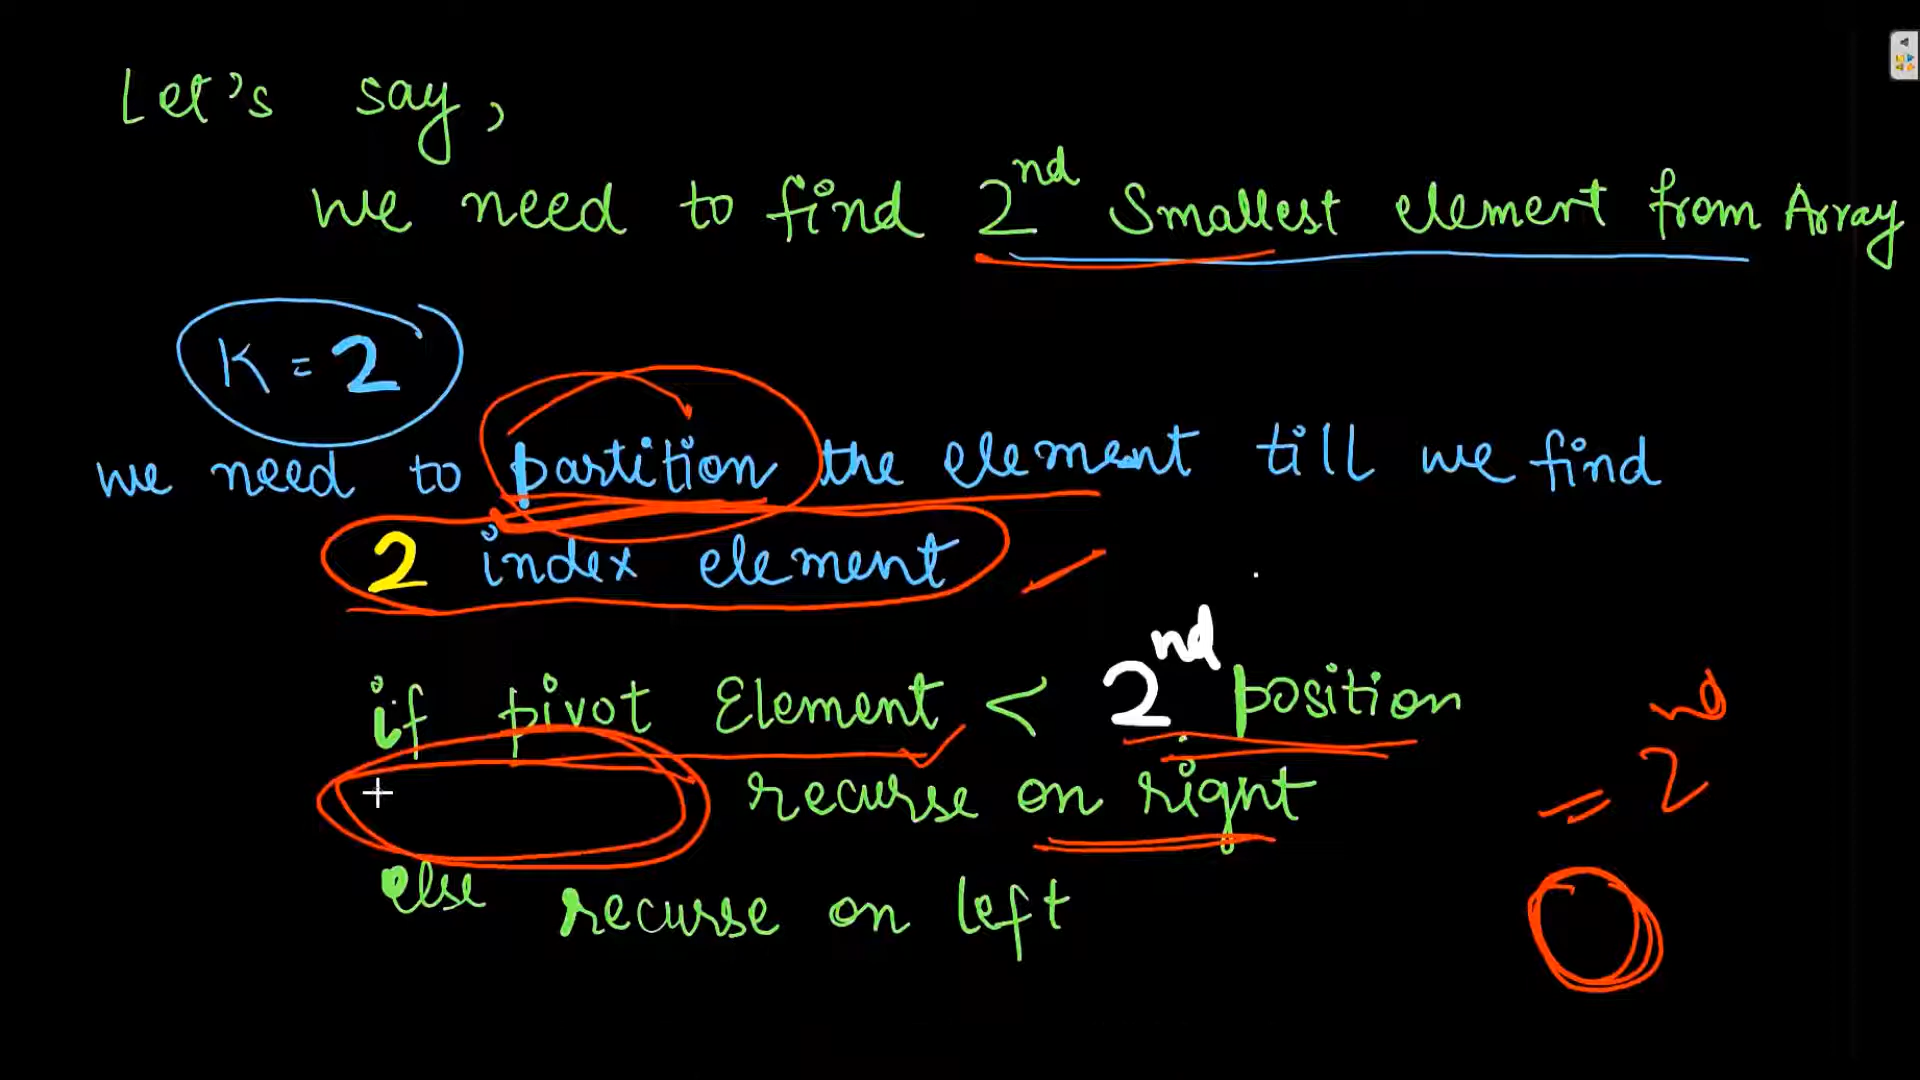 Let's say,
we need to find 2nd Smallest element from Array
K = 2
we need to partition the element till we find
2 index element
if pivot Element < 2nd position
recurse on right
= 2nd
else recurse on left